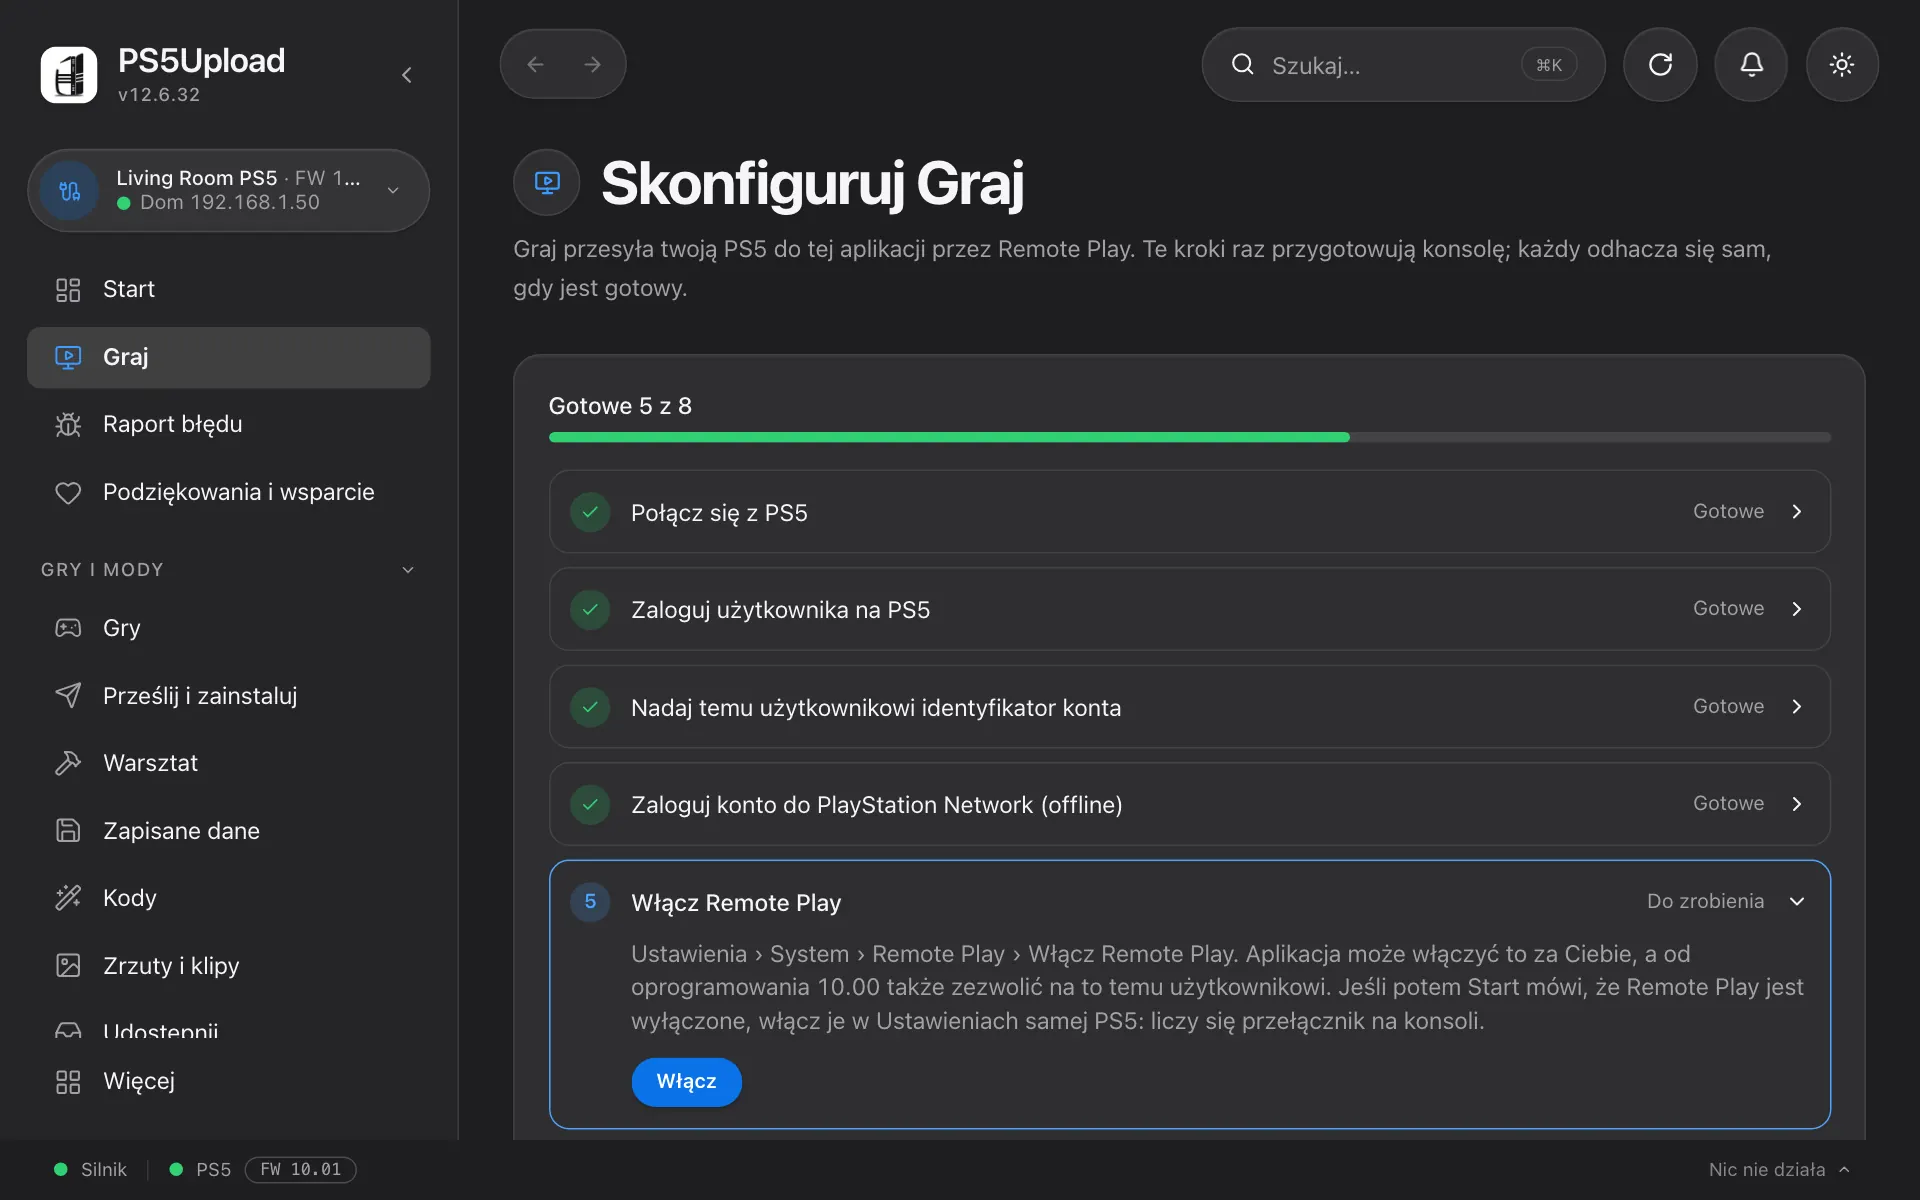 PS5Upload
v12.6.32
Living Room PS5 · FW 1...
Dom 192.168.1.50
Start
Graj
Raport błędu
Podziękowania i wsparcie
GRY I MODY
Gry
Prześlij i zainstaluj
Warsztat
Zapisane dane
Kody
Zrzuty i klipy
Udostępnij
Więcej
Szukaj...
⌘K
Skonfiguruj Graj
Graj przesyła twoją PS5 do tej aplikacji przez Remote Play. Te kroki raz przygotowują konsolę; każdy odhacza się sam,
gdy jest gotowy.
Gotowe 5 z 8
Połącz się z PS5
Gotowe
Zaloguj użytkownika na PS5
Gotowe
Nadaj temu użytkownikowi identyfikator konta
Gotowe
Zaloguj konto do PlayStation Network (offline)
Gotowe
5
Włącz Remote Play
Do zrobienia
Ustawienia › System › Remote Play › Włącz Remote Play. Aplikacja może włączyć to za Ciebie, a od
oprogramowania 10.00 także zezwolić na to temu użytkownikowi. Jeśli potem Start mówi, że Remote Play jest
wyłączone, włącz je w Ustawieniach samej PS5: liczy się przełącznik na konsoli.
Włącz
Silnik
PS5
FW 10.01
Nic nie działa